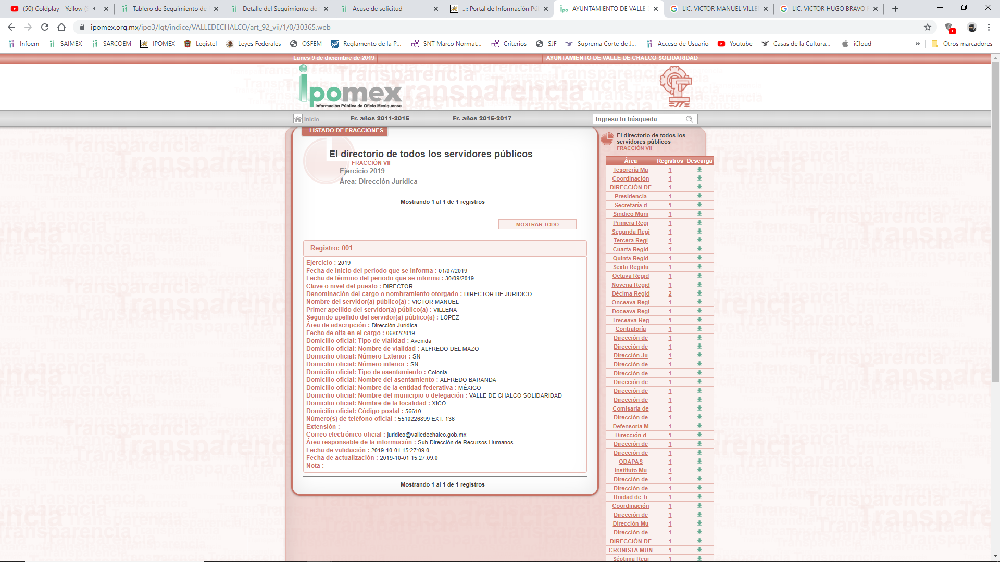 (50) Coldplay - Yellow (
Tablero de Seguimiento de
Detalle del Seguimiento de
Acuse de solicitud
..:: Portal de Información Pú
AYUNTAMIENTO DE VALLE
LIC. VICTOR MANUEL VILLE
LIC. VICTOR HUGO BRAVO
ipomex.org.mx/ipo3/lgt/indice/VALLEDECHALCO/art_92_vii/1/0/30365.web
Infoem
SAIMEX
SARCOEM
IPOMEX
Legistel
Leyes Federales
OSFEM
Reglamento de la P...
SNT Marco Normat...
Criterios
SJF
Suprema Corte de J...
Acceso de Usuario
Youtube
Casas de la Cultura...
iCloud
»
Otros marcadores
Lunes 9 de diciembre de 2019
AYUNTAMIENTO DE VALLE DE CHALCO SOLIDARIDAD
Transparencia
ipomex
Información Pública de Oficio Mexiquense
Inicio
Fr. años 2011-2015
Fr. años 2015-2017
Ingresa tu búsqueda
LISTADO DE FRACCIONES
El directorio de todos los servidores públicos
FRACCIÓN VII
Ejercicio 2019
Área: Dirección Jurídica
Mostrando 1 al 1 de 1 registros
MOSTRAR TODO
Registro: 001
Ejercicio : 2019
Fecha de inicio del periodo que se informa : 01/07/2019
Fecha de término del periodo que se informa : 30/09/2019
Clave o nivel del puesto : DIRECTOR
Denominación del cargo o nombramiento otorgado : DIRECTOR DE JURIDICO
Nombre del servidor(a) público(a) : VICTOR MANUEL
Primer apellido del servidor(a) público(a) : VILLENA
Segundo apellido del servidor(a) público(a) : LOPEZ
Área de adscripción : Dirección Jurídica
Fecha de alta en el cargo : 06/02/2019
Domicilio oficial: Tipo de vialidad : Avenida
Domicilio oficial: Nombre de vialidad : ALFREDO DEL MAZO
Domicilio oficial: Número Exterior : SN
Domicilio oficial: Número interior : SN
Domicilio oficial: Tipo de asentamiento : Colonia
Domicilio oficial: Nombre del asentamiento : ALFREDO BARANDA
Domicilio oficial: Nombre de la entidad federativa : MÉXICO
Domicilio oficial: Nombre del municipio o delegación : VALLE DE CHALCO SOLIDARIDAD
Domicilio oficial: Nombre de la localidad : XICO
Domicilio oficial: Código postal : 56610
Número(s) de teléfono oficial : 5510226899 EXT. 136
Extensión :
Correo electrónico oficial : juridico@valledechalco.gob.mx
Área responsable de la información : Sub Dirección de Recursos Humanos
Fecha de validación : 2019-10-01 15:27:09.0
Fecha de actualización : 2019-10-01 15:27:09.0
Nota :
Mostrando 1 al 1 de 1 registros
El directorio de todos los
servidores públicos
FRACCIÓN VII
Área Registros Descarga
Tesorería Mu 1
Coordinación 1
DIRECCIÓN DE 1
Presidencia 1
Secretaría d 1
Sindico Muni 1
Primera Regi 1
Segunda Regi 1
Tercera Regí 1
Cuarta Regid 1
Quinta Regid 1
Sexta Regidu 1
Octava Regid 1
Novena Regid 1
Décima Regid 2
Onceava Regi 1
Doceava Regi 1
Treceava Reg 1
Contraloría 1
Dirección de 1
Dirección de 1
Dirección Ju 1
Dirección de 1
Dirección de 1
Dirección de 1
Dirección de 1
Dirección de 1
Comisaría de 1
Dirección de 1
Defensoría M 1
Dirección d 1
Dirección de 1
Dirección de 1
ODAPAS 1
Instituto Mu 1
Dirección de 1
Dirección de 1
Unidad de Tr 1
Coordinación 1
Dirección de 1
Dirección Mu 1
Dirección de 1
DIRECCIÓN DE 1
CRONISTA MUN 1
Séptima Regi 1